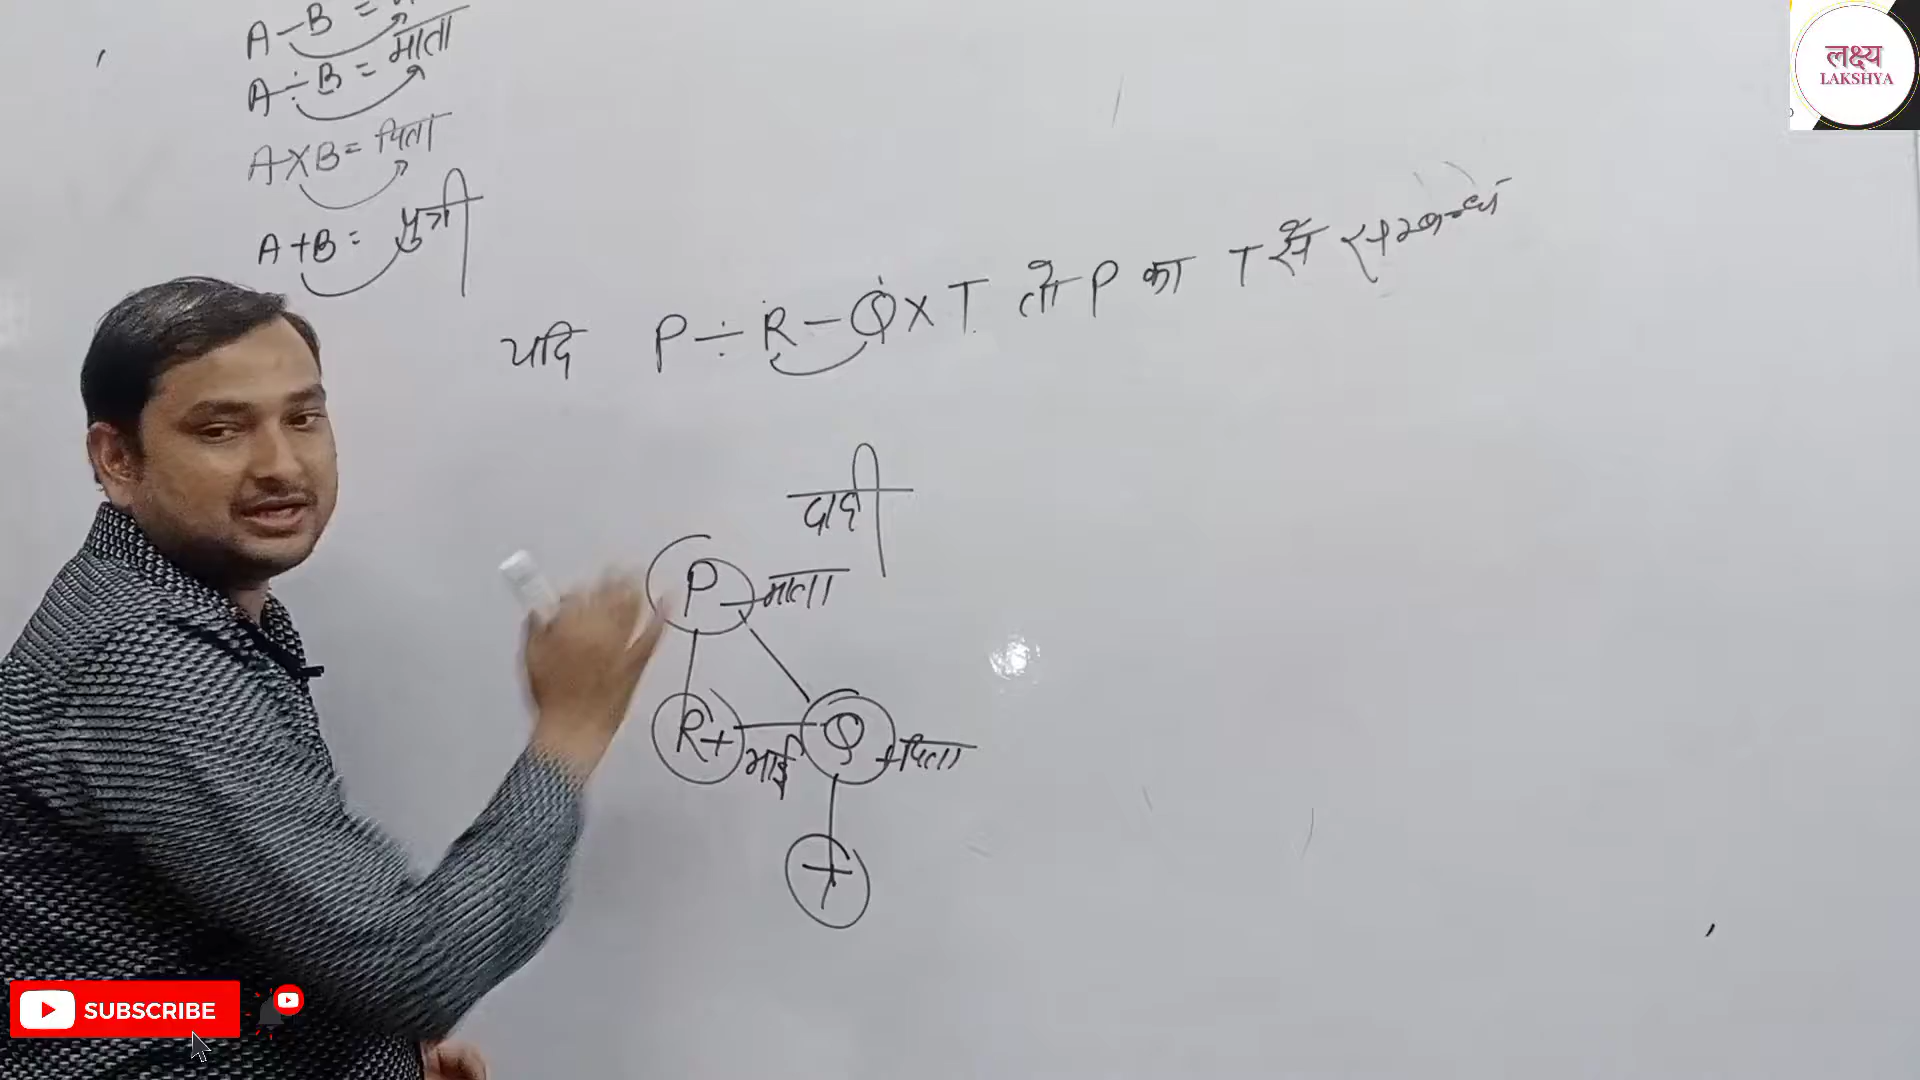 A-B =
A÷B = माता
A×B = पिता
A+B = पुत्री
यदि P÷R-Q×T तो P का T से सम्बन्ध
दादी
P - माता
R+ भाई Q + पिता
T
लक्ष्य
LAKSHYA
SUBSCRIBE